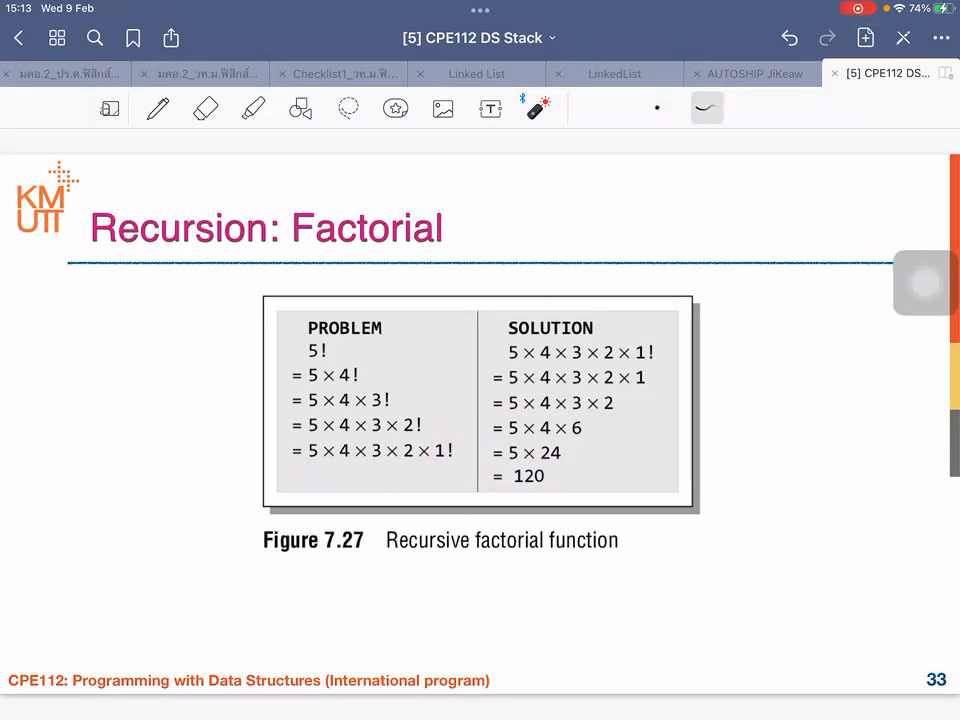 15:13 Wed 9 Feb
74%
[5] CPE112 DS Stack
มคอ.2_ปร.ด.ฟิสิกส์...
มคอ.2_วท.ม.ฟิสิกส์...
Checklist1_วท.ม.ฟิ...
Linked List
LinkedList
AUTOSHIP JiKeaw
[5] CPE112 DS...
KM
UTT
Recursion: Factorial
PROBLEM
5!
= 5 × 4!
= 5 × 4 × 3!
= 5 × 4 × 3 × 2!
= 5 × 4 × 3 × 2 × 1!
SOLUTION
5 × 4 × 3 × 2 × 1!
= 5 × 4 × 3 × 2 × 1
= 5 × 4 × 3 × 2
= 5 × 4 × 6
= 5 × 24
= 120
Figure 7.27 Recursive factorial function
CPE112: Programming with Data Structures (International program)
33